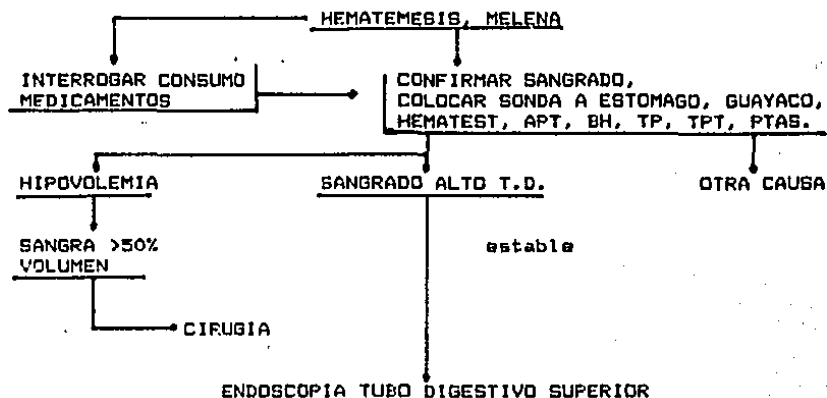 HEMATEMESIS, MELENA
INTERROGAR CONSUMO
MEDICAMENTOS
CONFIRMAR SANGRADO,
COLOCAR SONDA A ESTOMAGO, GUAYACO,
HEMATEST, APT, BH, TP, TPT, PTAS.
HIPOVOLEMIA
SANGRADO ALTO T.D.
OTRA CAUSA
SANGRA >50%
VOLUMEN
estable
CIRUGIA
ENDOSCOPIA TUBO DIGESTIVO SUPERIOR